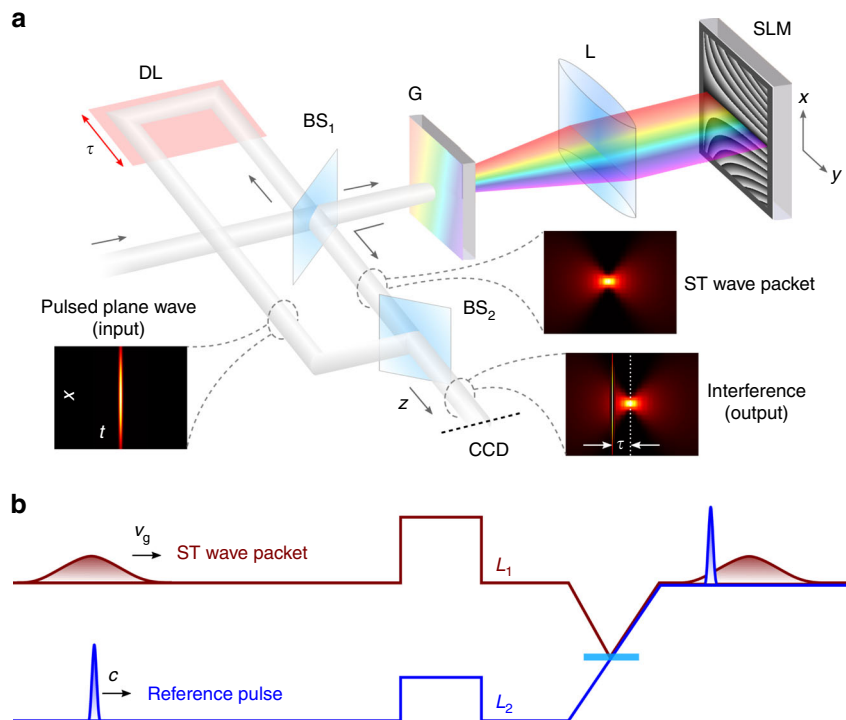 a
SLM
DL
L
G
BS1
x
τ
y
ST wave packet
Pulsed plane wave
(input)
BS2
Interference
(output)
x
t
z
τ
CCD
b
vg
ST wave packet
L1
c
Reference pulse
L2